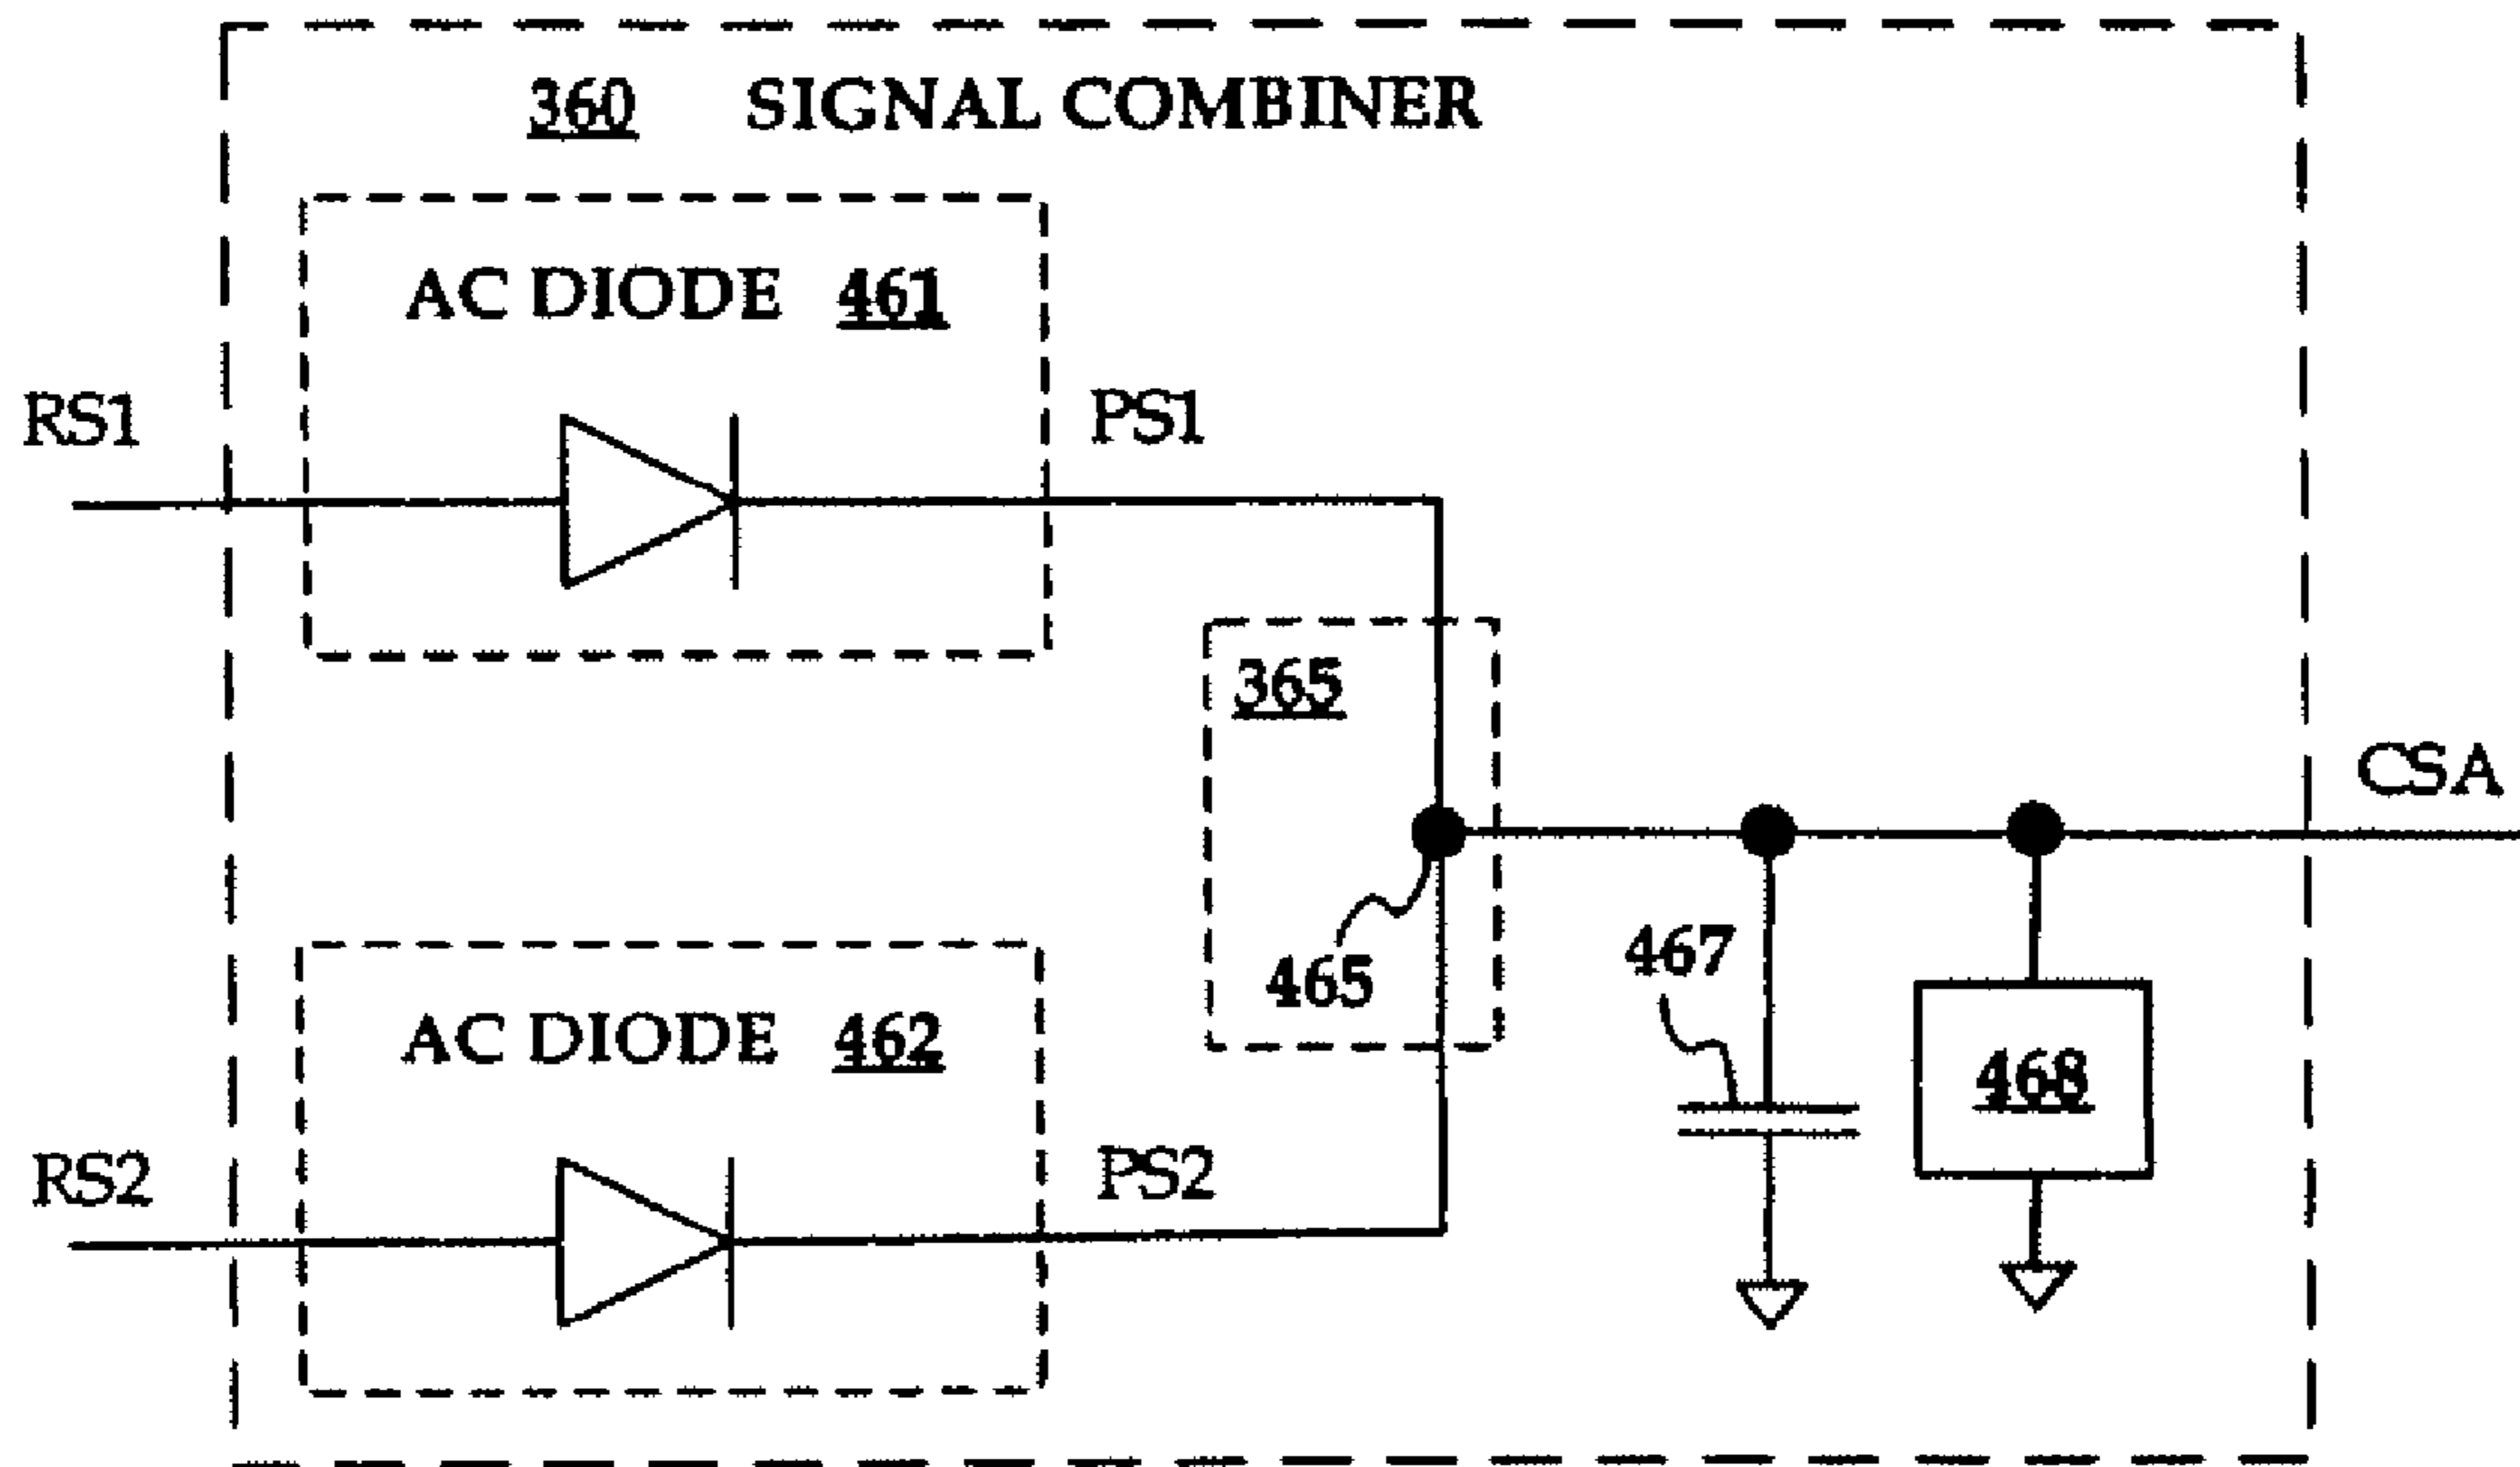 360 SIGNAL COMBINER
AC DIODE 461
RS1
PS1
365
CSA
467
465
AC DIODE 462
468
RS2
PS2